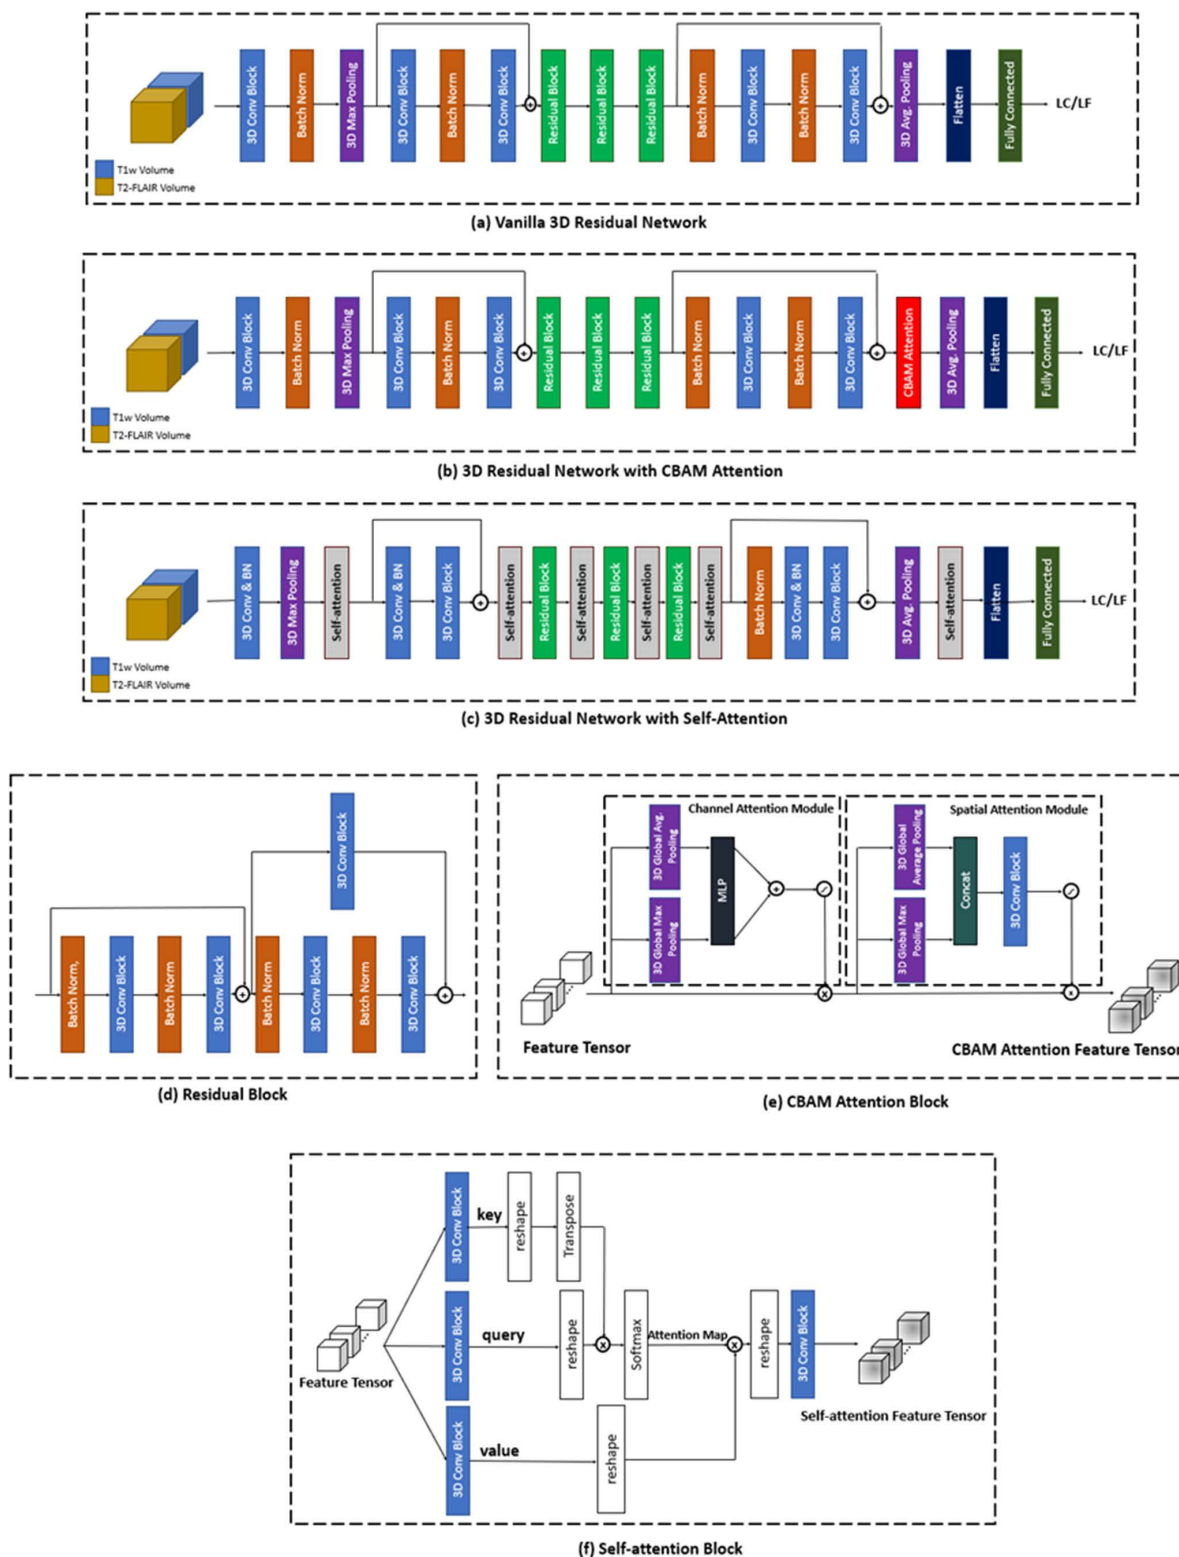 3D Conv Block
Batch Norm
3D Max Pooling
3D Conv Block
Batch Norm
3D Conv Block
+
Residual Block
Residual Block
Residual Block
Batch Norm
3D Conv Block
Batch Norm
3D Conv Block
+
3D Avg. Pooling
Flatten
Fully Connected
LC/LF
T1w Volume
T2-FLAIR Volume
(a) Vanilla 3D Residual Network
3D Conv Block
Batch Norm
3D Max Pooling
3D Conv Block
Batch Norm
3D Conv Block
+
Residual Block
Residual Block
Residual Block
Batch Norm
3D Conv Block
Batch Norm
3D Conv Block
+
CBAM Attention
3D Avg. Pooling
Flatten
Fully Connected
LC/LF
T1w Volume
T2-FLAIR Volume
(b) 3D Residual Network with CBAM Attention
3D Conv & BN
3D Max Pooling
Self-attention
3D Conv & BN
3D Conv Block
+
Self-attention
Residual Block
Self-attention
Residual Block
Self-attention
Residual Block
Self-attention
Batch Norm
3D Conv & BN
3D Conv Block
+
3D Avg. Pooling
Self-attention
Flatten
Fully Connected
LC/LF
T1w Volume
T2-FLAIR Volume
(c) 3D Residual Network with Self-Attention
3D Conv Block
Batch Norm,
3D Conv Block
Batch Norm
3D Conv Block
+
Batch Norm
3D Conv Block
Batch Norm
3D Conv Block
+
(d) Residual Block
Channel Attention Module
3D Global Avg.
Pooling
3D Global Max
Pooling
MLP
+
x
Spatial Attention Module
3D Global
Average Pooling
3D Global Max
Pooling
Concat
3D Conv Block
x
Feature Tensor
CBAM Attention Feature Tensor
(e) CBAM Attention Block
3D Conv Block
key
reshape
Transpose
3D Conv Block
query
reshape
x
Softmax
Attention Map
x
reshape
3D Conv Block
Feature Tensor
Self-attention Feature Tensor
3D Conv Block
value
reshape
(f) Self-attention Block